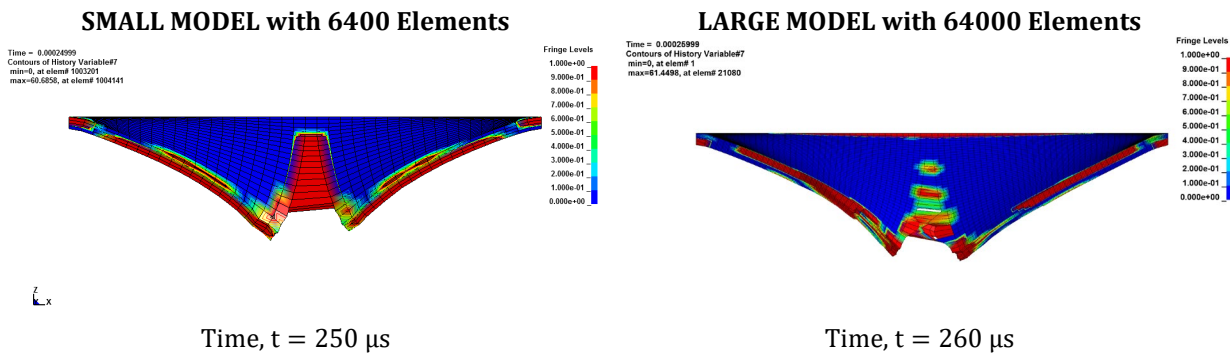 SMALL MODEL with 6400 Elements
Time = 0.00024999
Contours of History Variable#7
min=0, at elem# 1003201
max=60.6858, at elem# 1004141
Fringe Levels
1.000e+00
9.000e-01
8.000e-01
7.000e-01
6.000e-01
5.000e-01
4.000e-01
3.000e-01
2.000e-01
1.000e-01
0.000e+00
Z
X
Time, t = 250 μs
LARGE MODEL with 64000 Elements
Time = 0.00025999
Contours of History Variable#7
min=0, at elem# 1
max=61.4498, at elem# 21080
Fringe Levels
1.000e+00
9.000e-01
8.000e-01
7.000e-01
6.000e-01
5.000e-01
4.000e-01
3.000e-01
2.000e-01
1.000e-01
0.000e+00
Time, t = 260 μs